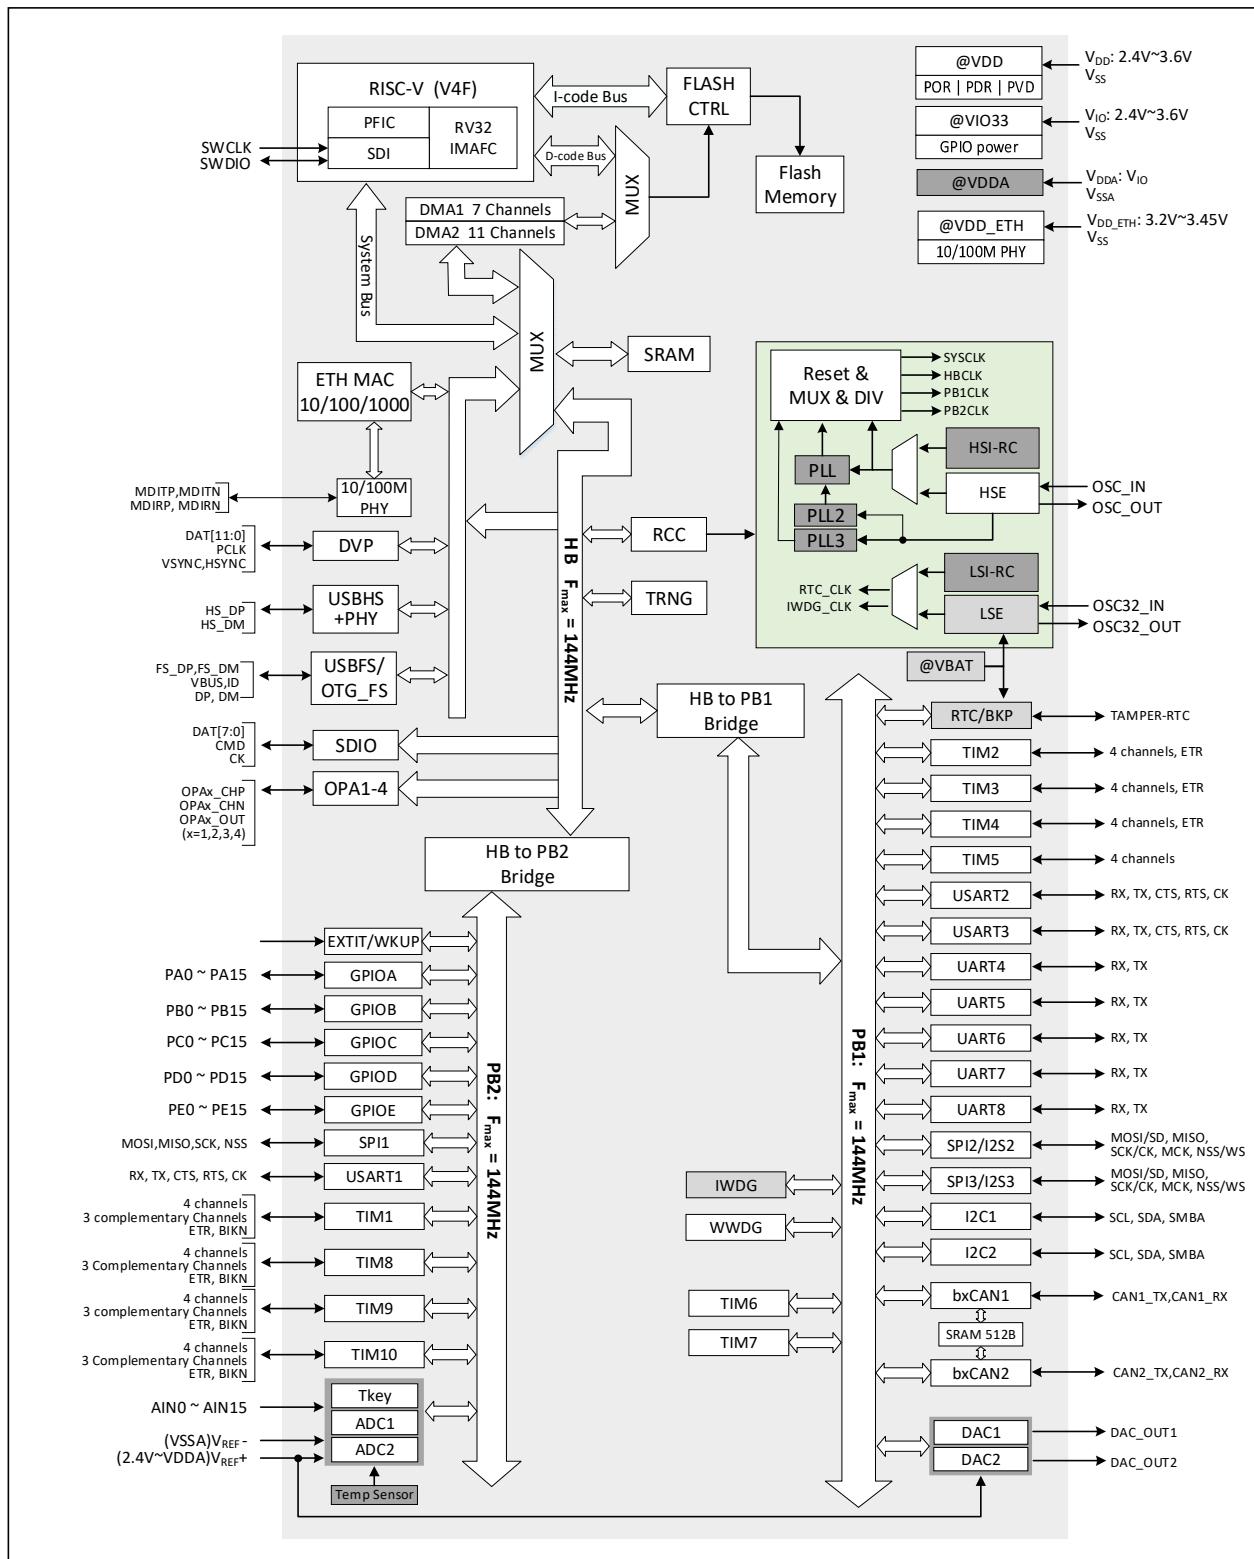 RISC-V (V4F)
PFIC
SDI
RV32
IMAFC
SWCLK
SWDIO
I-code Bus
D-code Bus
FLASH
CTRL
Flash
Memory
MUX
DMA1 7 Channels
DMA2 11 Channels
System Bus
MUX
SRAM
@VDD
POR | PDR | PVD
VDD: 2.4V~3.6V
VSS
@VIO33
GPIO power
VIO: 2.4V~3.6V
VSS
@VDDA
VDDA: VIO
VSSA
@VDD_ETH
10/100M PHY
VDD_ETH: 3.2V~3.45V
VSS
ETH MAC
10/100/1000
MDITP,MDITN
MDIRP, MDIRN
10/100M
PHY
DAT[11:0]
PCLK
VSYNC,HSYNC
DVP
HS_DP
HS_DM
USBHS
+PHY
FS_DP,FS_DM
VBUS,ID
DP, DM
USBFS/
OTG_FS
DAT[7:0]
CMD
CK
SDIO
OPAx_CHP
OPAx_CHN
OPAx_OUT
(x=1,2,3,4)
OPA1-4
HB Fmax = 144MHz
RCC
TRNG
Reset &
MUX & DIV
SYSCLK
HBCLK
PB1CLK
PB2CLK
PLL
PLL2
PLL3
HSI-RC
HSE
OSC_IN
OSC_OUT
RTC_CLK
IWDG_CLK
LSI-RC
LSE
OSC32_IN
OSC32_OUT
@VBAT
HB to PB1
Bridge
HB to PB2
Bridge
EXTIT/WKUP
PA0 ~ PA15
GPIOA
PB0 ~ PB15
GPIOB
PC0 ~ PC15
GPIOC
PD0 ~ PD15
GPIOD
PE0 ~ PE15
GPIOE
MOSI,MISO,SCK, NSS
SPI1
RX, TX, CTS, RTS, CK
USART1
4 channels
3 complementary Channels
ETR, BIKN
TIM1
4 channels
3 Complementary Channels
ETR, BIKN
TIM8
4 channels
3 complementary Channels
ETR, BIKN
TIM9
4 channels
3 Complementary Channels
ETR, BIKN
TIM10
AIN0 ~ AIN15
(VSSA)VREF-
(2.4V~VDDA)VREF+
Tkey
ADC1
ADC2
Temp Sensor
PB2: Fmax = 144MHz
IWDG
WWDG
TIM6
TIM7
PB1: Fmax = 144MHz
RTC/BKP
TAMPER-RTC
TIM2
4 channels, ETR
TIM3
4 channels, ETR
TIM4
4 channels, ETR
TIM5
4 channels
USART2
RX, TX, CTS, RTS, CK
USART3
RX, TX, CTS, RTS, CK
UART4
RX, TX
UART5
RX, TX
UART6
RX, TX
UART7
RX, TX
UART8
RX, TX
SPI2/I2S2
MOSI/SD, MISO,
SCK/CK, MCK, NSS/WS
SPI3/I2S3
MOSI/SD, MISO,
SCK/CK, MCK, NSS/WS
I2C1
SCL, SDA, SMBA
I2C2
SCL, SDA, SMBA
bxCAN1
CAN1_TX,CAN1_RX
SRAM 512B
bxCAN2
CAN2_TX,CAN2_RX
DAC1
DAC_OUT1
DAC2
DAC_OUT2